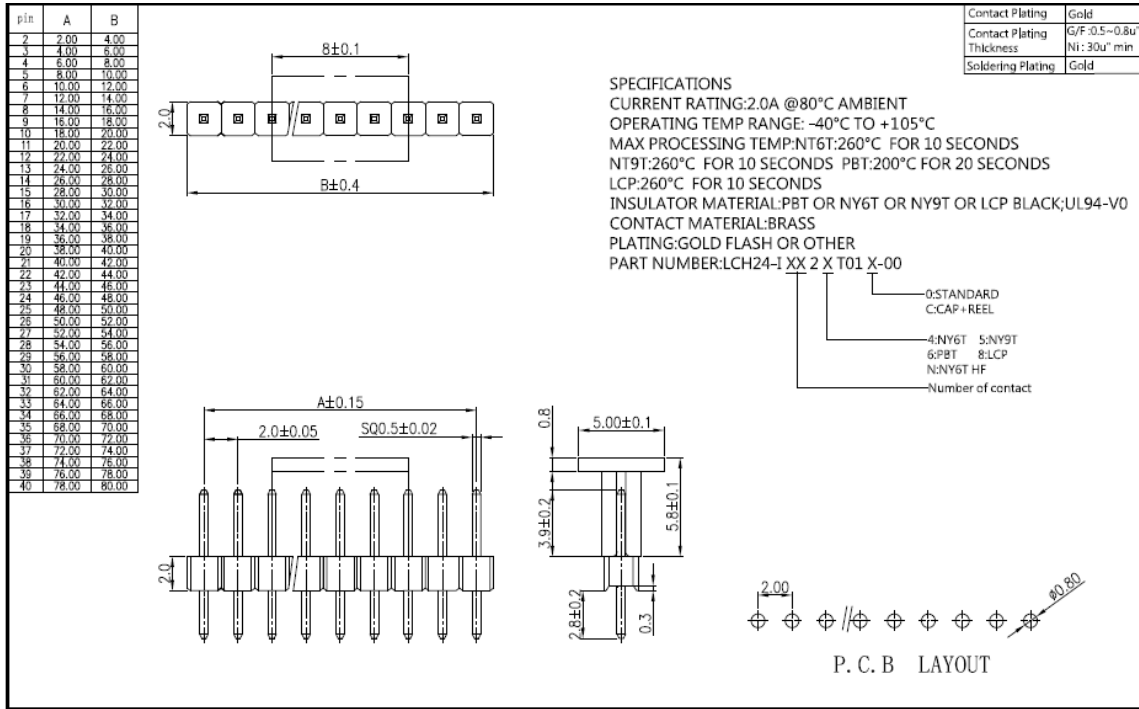 pin A B
2 2.00 4.00
3 4.00 6.00
4 6.00 8.00
5 8.00 10.00
6 10.00 12.00
7 12.00 14.00
8 14.00 16.00
9 16.00 18.00
10 18.00 20.00
11 20.00 22.00
12 22.00 24.00
13 24.00 26.00
14 26.00 28.00
15 28.00 30.00
16 30.00 32.00
17 32.00 34.00
18 34.00 36.00
19 36.00 38.00
20 38.00 40.00
21 40.00 42.00
22 42.00 44.00
23 44.00 46.00
24 46.00 48.00
25 48.00 50.00
26 50.00 52.00
27 52.00 54.00
28 54.00 56.00
29 56.00 58.00
30 58.00 60.00
31 60.00 62.00
32 62.00 64.00
33 64.00 66.00
34 66.00 68.00
35 68.00 70.00
36 70.00 72.00
37 72.00 74.00
38 74.00 76.00
39 76.00 78.00
40 78.00 80.00
8±0.1
2.0
B±0.4
Contact Plating Gold
Contact Plating Thickness G/F:0.5~0.8u"
Ni:30u" min
Soldering Plating Gold
SPECIFICATIONS
CURRENT RATING:2.0A @80°C AMBIENT
OPERATING TEMP RANGE: -40°C TO +105°C
MAX PROCESSING TEMP:NT6T:260°C FOR 10 SECONDS
NT9T:260°C FOR 10 SECONDS PBT:200°C FOR 20 SECONDS
LCP:260°C FOR 10 SECONDS
INSULATOR MATERIAL:PBT OR NY6T OR NY9T OR LCP BLACK;UL94-V0
CONTACT MATERIAL:BRASS
PLATING:GOLD FLASH OR OTHER
PART NUMBER:LCH24-I XX 2 X T01 X-00
0:STANDARD
C:CAP+REEL
4:NY6T 5:NY9T
6:PBT 8:LCP
N:NY6T HF
Number of contact
A±0.15
2.0±0.05
SQ0.5±0.02
2.0
0.8
5.00±0.1
3.9±0.2
5.8±0.1
2.8±0.2
0.3
2.00
ø0.80
P.C.B LAYOUT